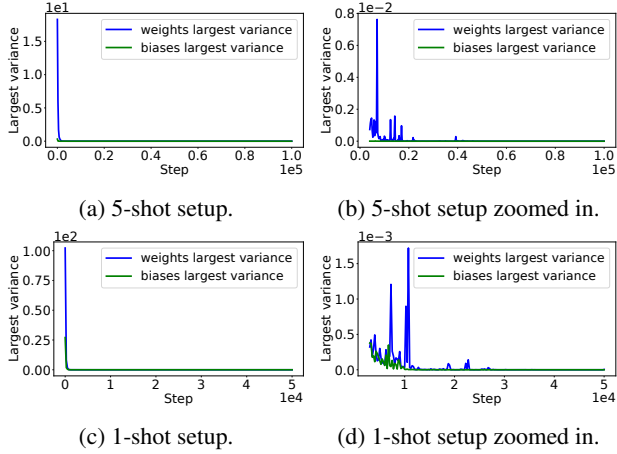 1e1
weights largest variance
biases largest variance
Largest variance
1.5
1.0
0.5
0.0
0.0 0.2 0.4 0.6 0.8 1.0
Step
1e5
(a) 5-shot setup.
1e-2
weights largest variance
biases largest variance
Largest variance
0.8
0.6
0.4
0.2
0.0
0.0 0.2 0.4 0.6 0.8 1.0
Step
1e5
(b) 5-shot setup zoomed in.
1e2
weights largest variance
biases largest variance
Largest variance
1.00
0.75
0.50
0.25
0.00
0 1 2 3 4 5
Step
1e4
(c) 1-shot setup.
1e-3
weights largest variance
biases largest variance
Largest variance
1.5
1.0
0.5
0.0
1 2 3 4 5
Step
1e4
(d) 1-shot setup zoomed in.